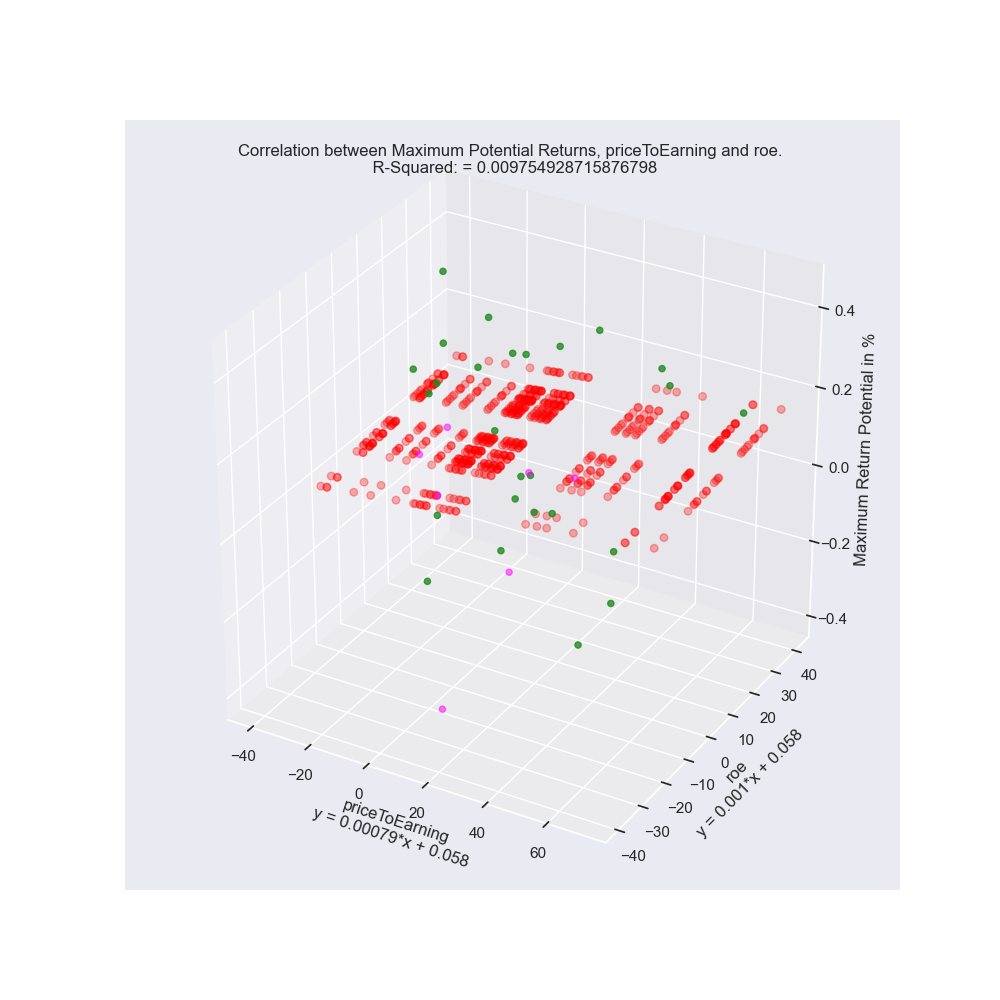 Correlation between Maximum Potential Returns, priceToEarning and roe.
R-Squared: = 0.009754928715876798
0.4
0.2
0.0
−0.2
−0.4
Maximum Return Potential in %
−40
−20
0
20
40
60
priceToEarning
y = 0.00079*x + 0.058
−40
−30
−20
−10
0
10
20
30
40
roe
y = 0.001*x + 0.058